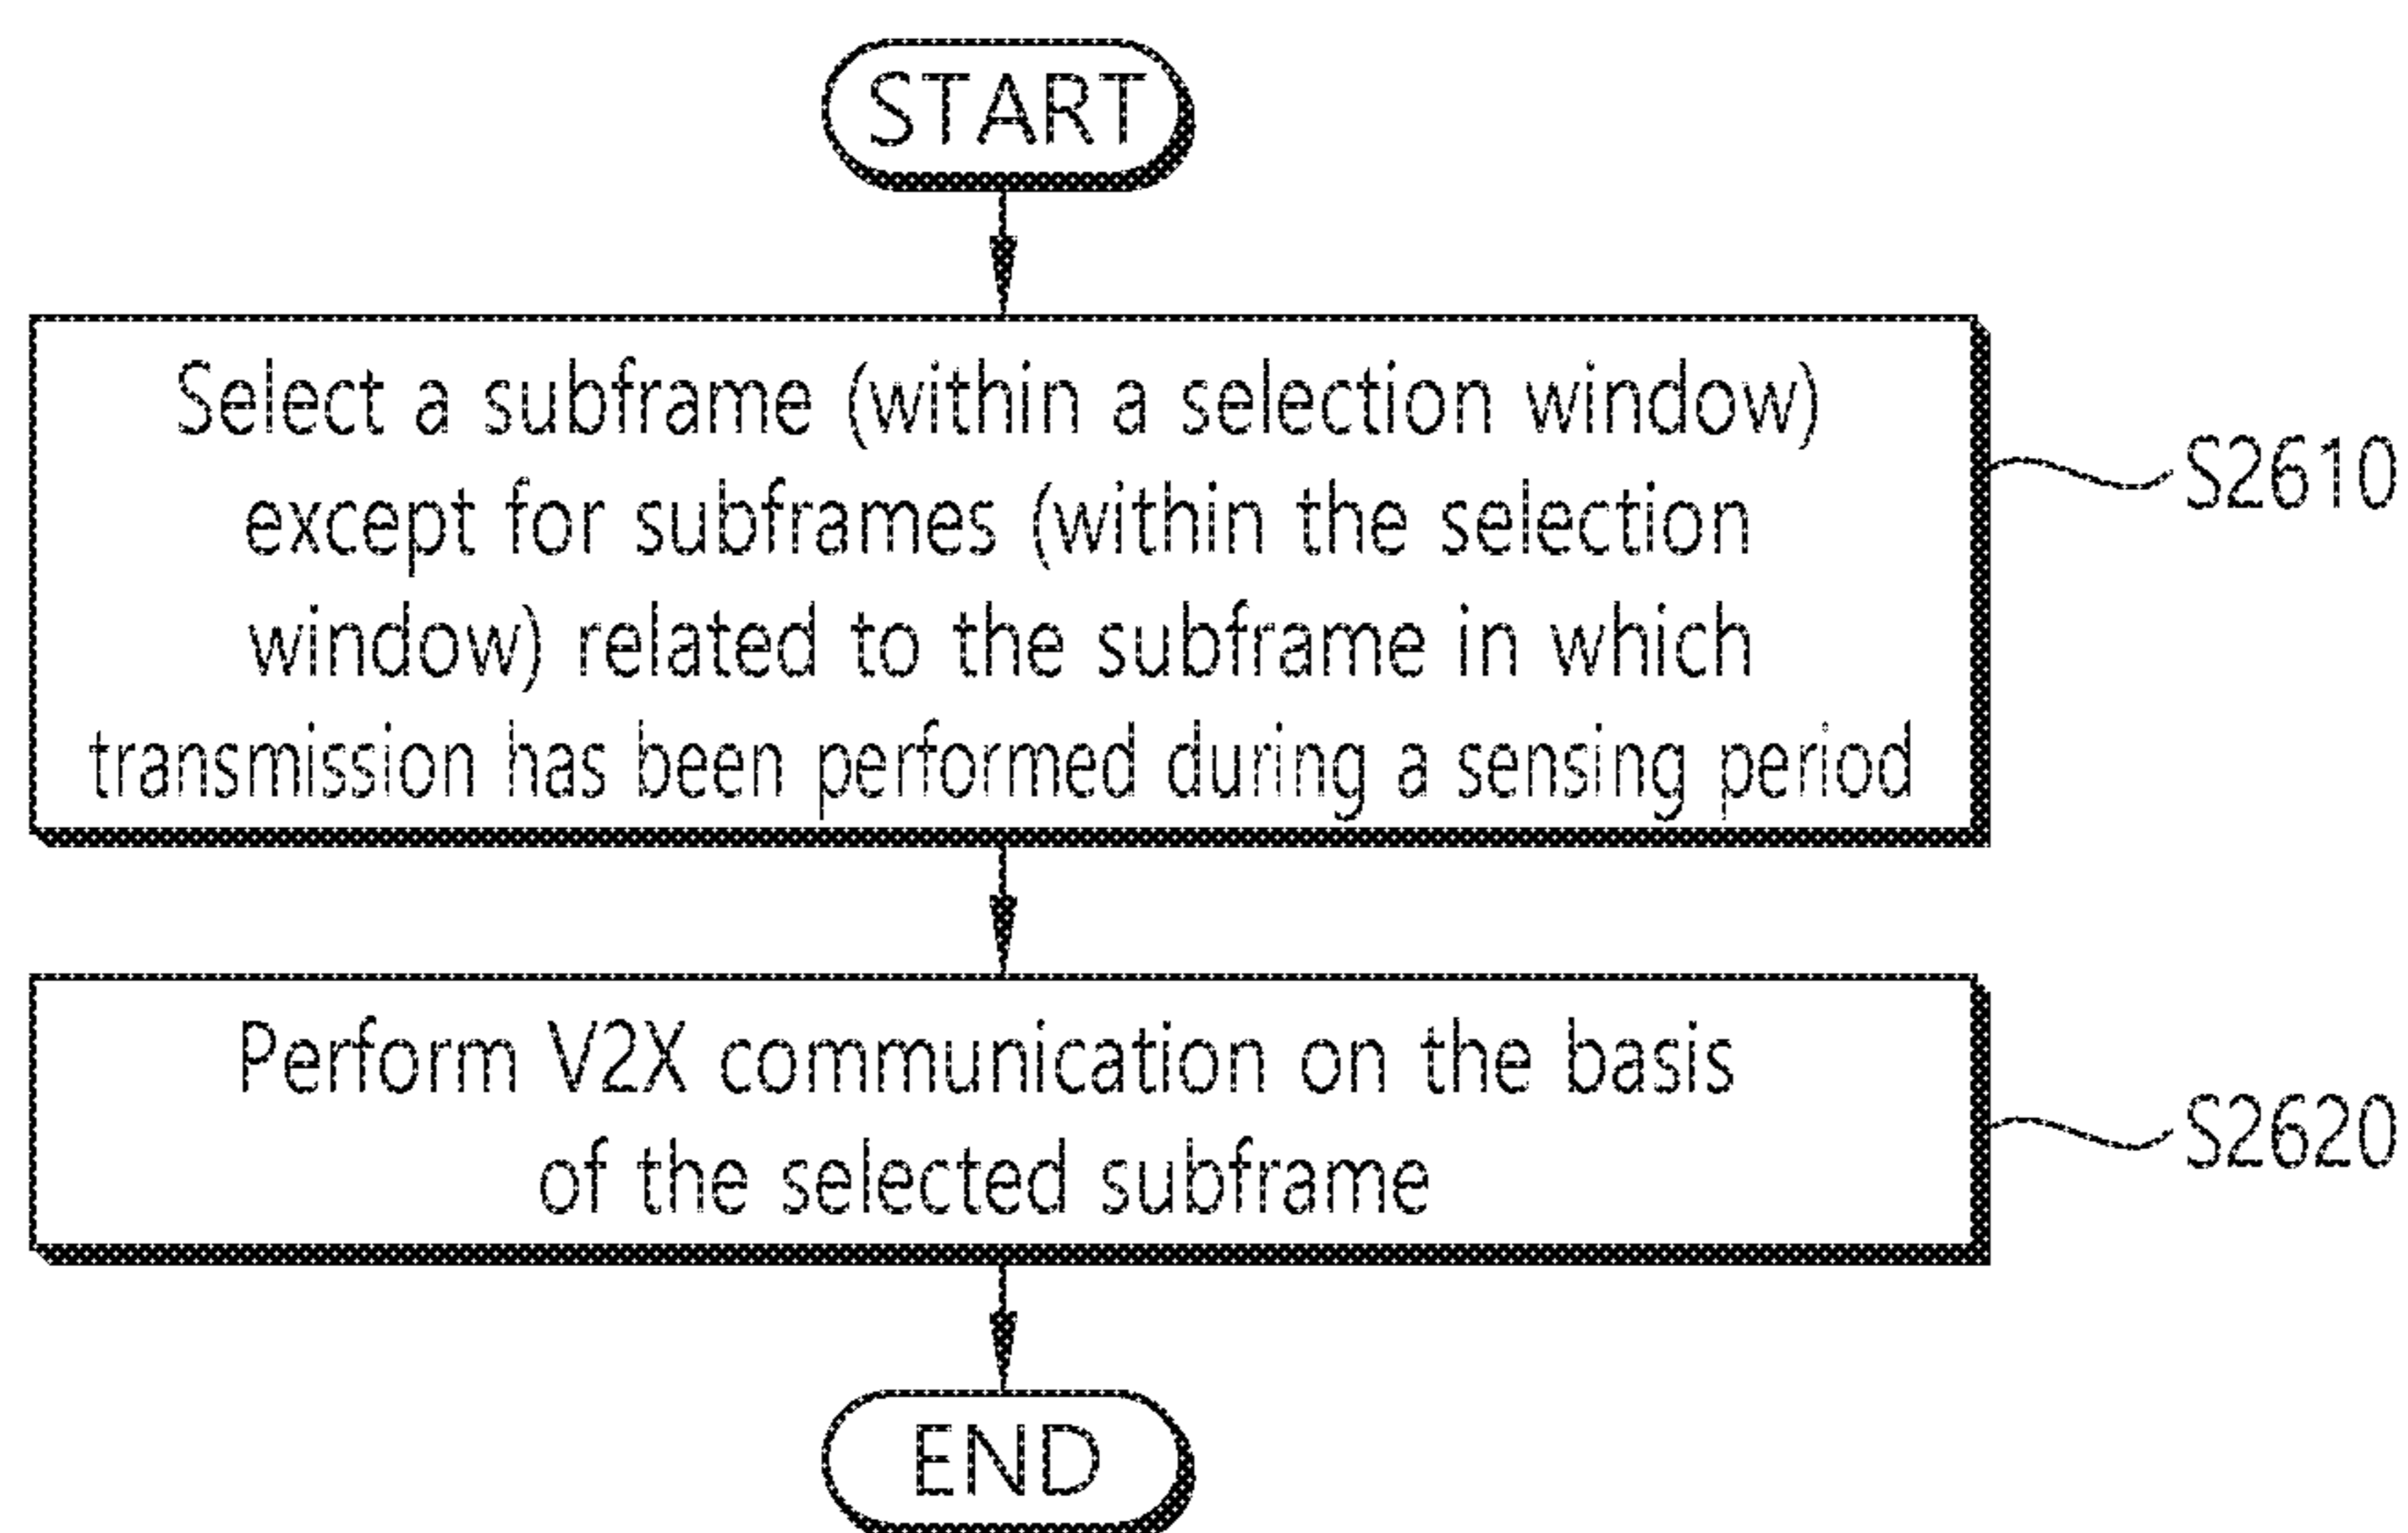 START
Select a subframe (within a selection window)
except for subframes (within the selection
window) related to the subframe in which
transmission has been performed during a sensing period
S2610
Perform V2X communication on the basis
of the selected subframe
S2620
END